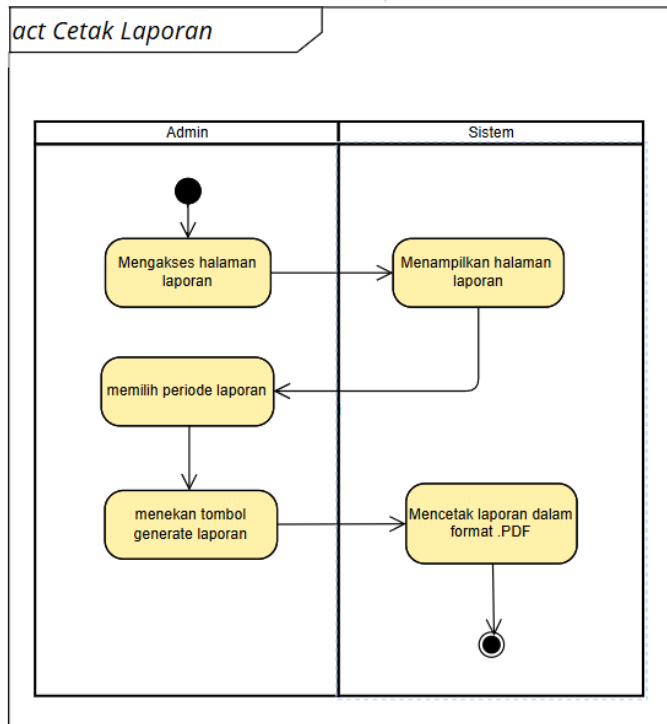 act Cetak Laporan
Admin
Sistem
Mengakses halaman
laporan
Menampilkan halaman
laporan
memilih periode laporan
menekan tombol
generate laporan
Mencetak laporan dalam
format .PDF